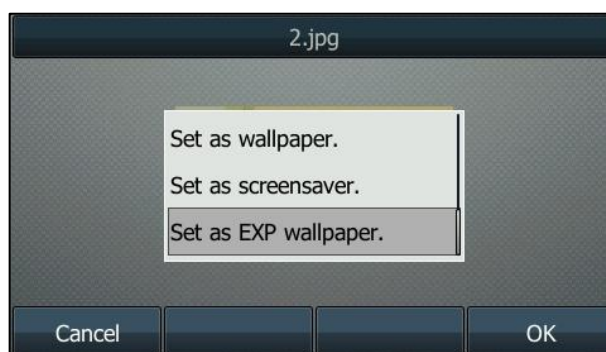 2.jpg
Set as wallpaper.
Set as screensaver.
Set as EXP wallpaper.
Cancel OK